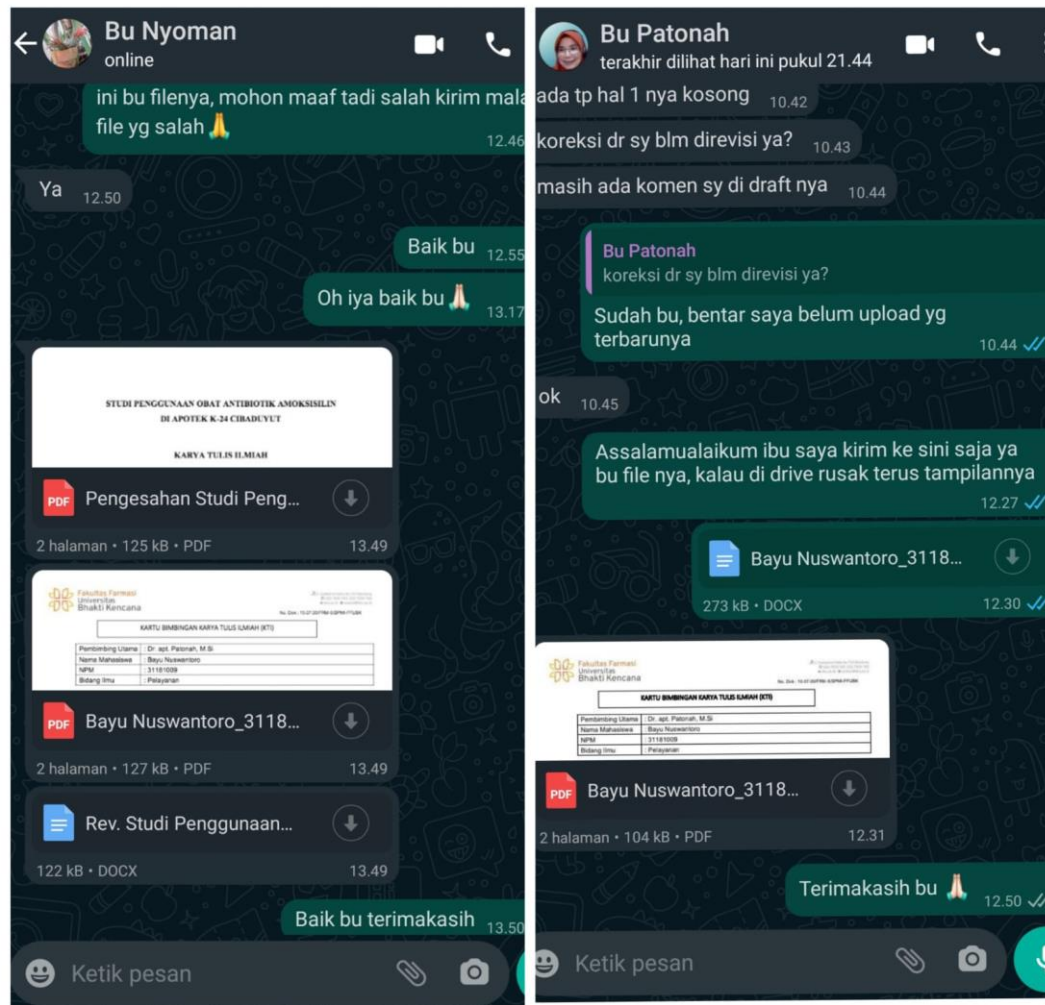 Bu Nyoman
online
ini bu filenya, mohon maaf tadi salah kirim mala
file yg salah 🙏
12.46
Ya
12.50
Baik bu
12.55
Oh iya baik bu 🙏🏻
13.17
STUDI PENGGUNAAN OBAT ANTIBIOTIK AMOKSISILIN
DI APOTEK K-24 CIBADUYUT
KARYA TULIS ILMIAH
PDF
Pengesahan Studi Peng...
2 halaman • 125 kB • PDF
13.49
Fakultas Farmasi
Universitas
Bhakti Kencana
KARTU BIMBINGAN KARYA TULIS ILMIAH (KTI)
Pembimbing Utama : Dr. apt. Patonah, M.Si
Nama Mahasiswa : Bayu Nuswantoro
NPM : 31181009
Bidang Ilmu : Pelayanan
PDF
Bayu Nuswantoro_3118...
2 halaman • 127 kB • PDF
13.49
Rev. Studi Penggunaan...
122 kB • DOCX
13.49
Baik bu terimakasih
13.50
Ketik pesan
Bu Patonah
terakhir dilihat hari ini pukul 21.44
ada tp hal 1 nya kosong
10.42
koreksi dr sy blm direvisi ya?
10.43
masih ada komen sy di draft nya
10.44
Bu Patonah
koreksi dr sy blm direvisi ya?
Sudah bu, bentar saya belum upload yg
terbarunya
10.44
ok
10.45
Assalamualaikum ibu saya kirim ke sini saja ya
bu file nya, kalau di drive rusak terus tampilannya
12.27
Bayu Nuswantoro_3118...
273 kB • DOCX
12.30
Fakultas Farmasi
Universitas
Bhakti Kencana
KARTU BIMBINGAN KARYA TULIS ILMIAH (KTI)
Pembimbing Utama : Dr. apt. Patonah, M.Si
Nama Mahasiswa : Bayu Nuswantoro
NPM : 31181009
Bidang Ilmu : Pelayanan
PDF
Bayu Nuswantoro_3118...
2 halaman • 104 kB • PDF
12.31
Terimakasih bu 🙏🏻
12.50
Ketik pesan